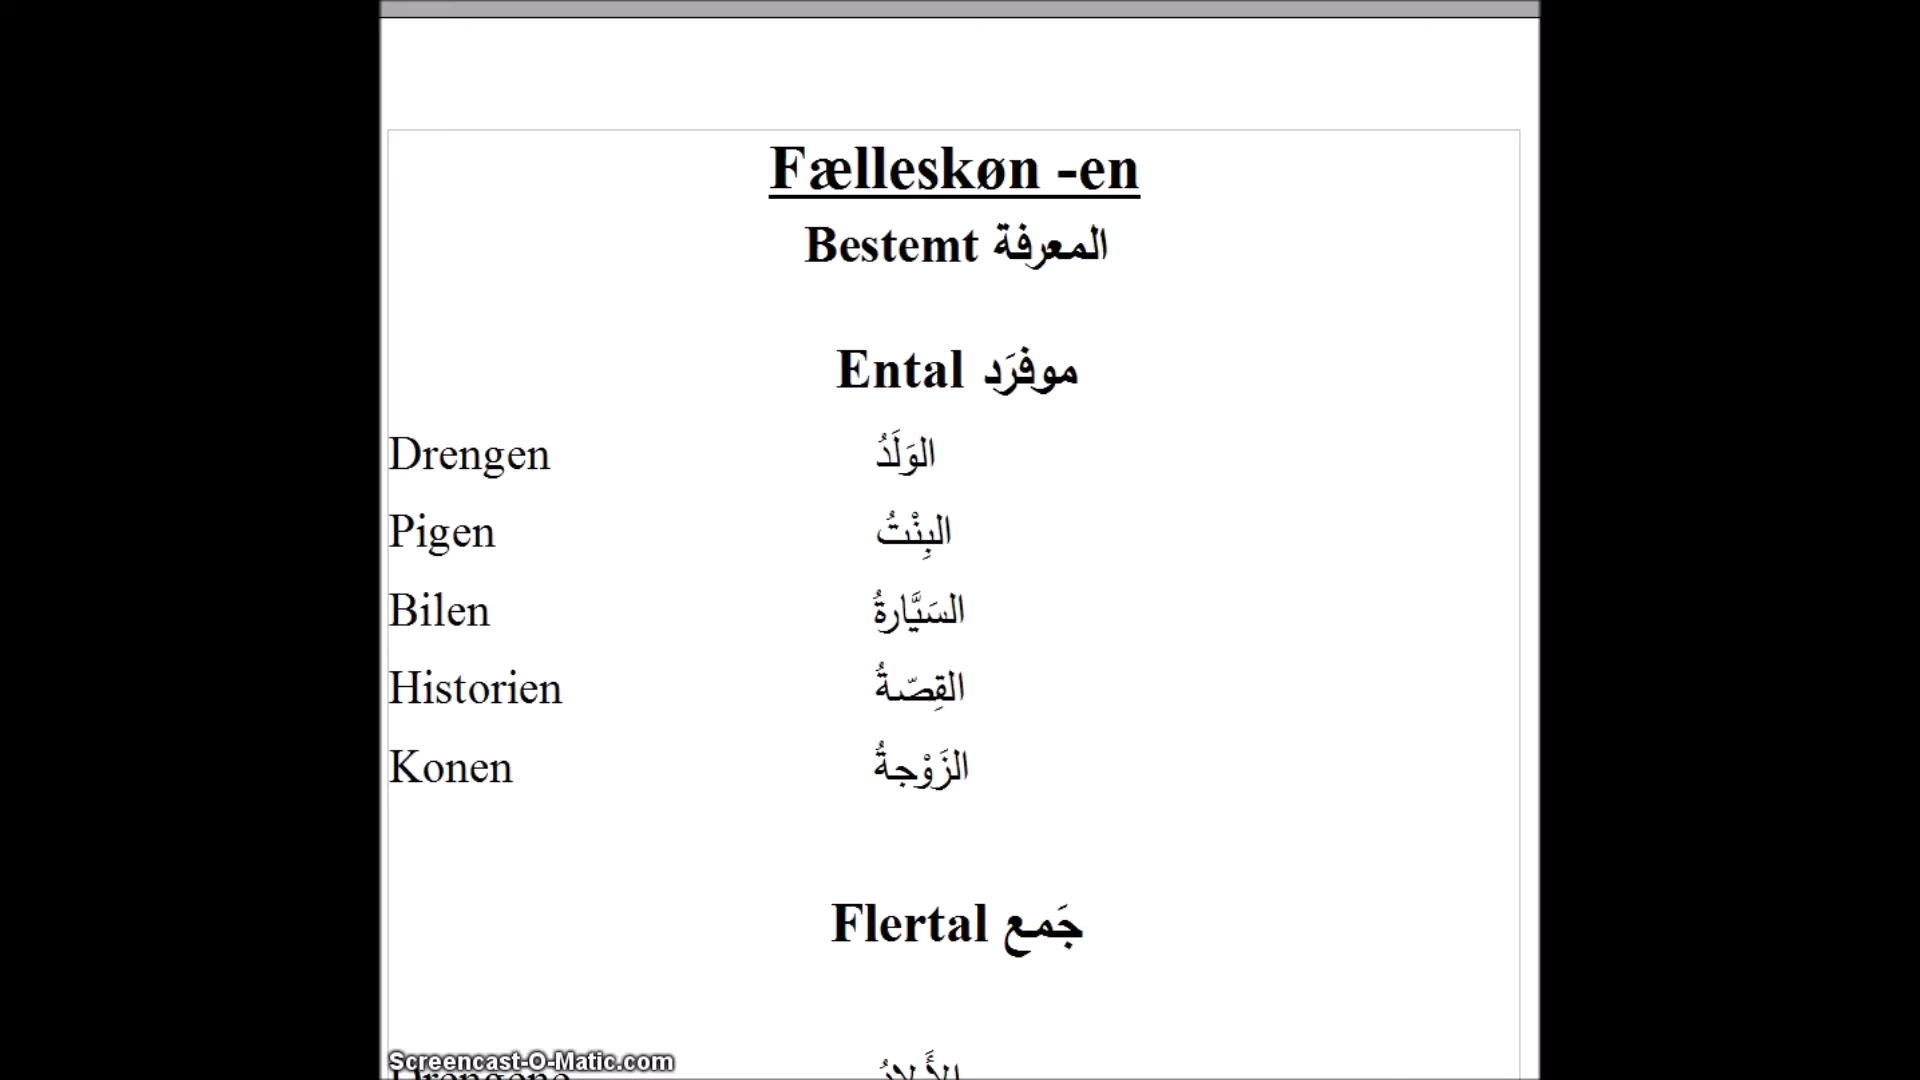 Fælleskøn -en
Bestemt المعرفة
Ental موفرَد
Drengen الوَلَدُ
Pigen البِنْتُ
Bilen السَيَّارةُ
Historien القِصّةُ
Konen الزَوْجةُ
Flertal جَمع
Screencast-O-Matic.com